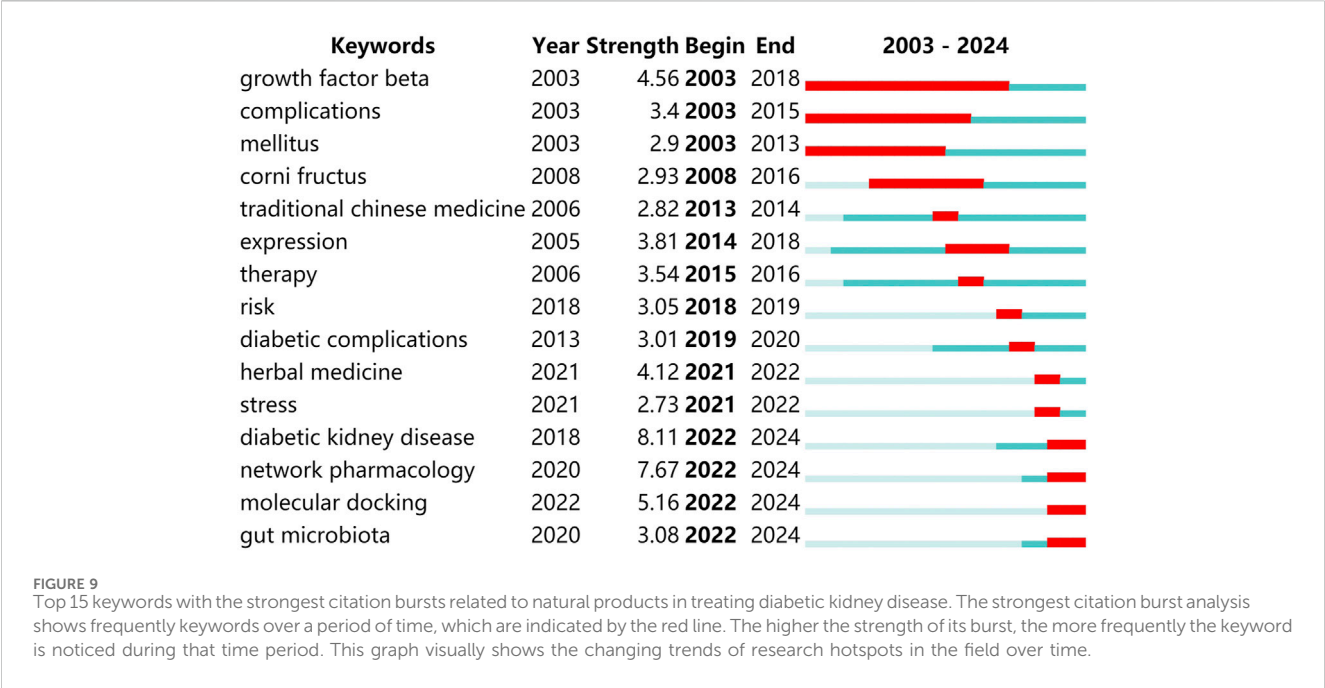 Keywords Year Strength Begin End 2003 - 2024
growth factor beta 2003 4.56 2003 2018
complications 2003 3.4 2003 2015
mellitus 2003 2.9 2003 2013
corni fructus 2008 2.93 2008 2016
traditional chinese medicine 2006 2.82 2013 2014
expression 2005 3.81 2014 2018
therapy 2006 3.54 2015 2016
risk 2018 3.05 2018 2019
diabetic complications 2013 3.01 2019 2020
herbal medicine 2021 4.12 2021 2022
stress 2021 2.73 2021 2022
diabetic kidney disease 2018 8.11 2022 2024
network pharmacology 2020 7.67 2022 2024
molecular docking 2022 5.16 2022 2024
gut microbiota 2020 3.08 2022 2024
FIGURE 9
Top 15 keywords with the strongest citation bursts related to natural products in treating diabetic kidney disease. The strongest citation burst analysis
shows frequently keywords over a period of time, which are indicated by the red line. The higher the strength of its burst, the more frequently the keyword
is noticed during that time period. This graph visually shows the changing trends of research hotspots in the field over time.